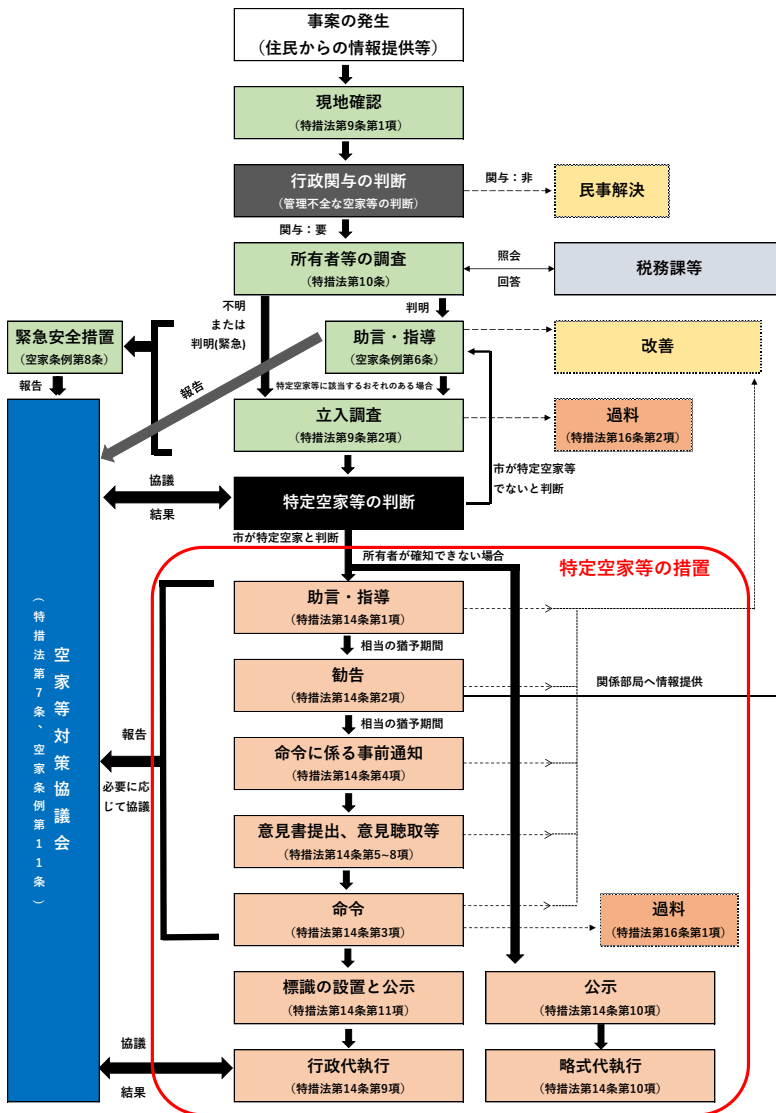 事案の発生
（住民からの情報提供等）
現地確認
（特措法第9条第1項）
行政関与の判断
（管理不全な空家等の判断）
関与：非
民事解決
関与：要
所有者等の調査
（特措法第10条）
照会
回答
税務課等
不明
または
判明(緊急)
判明
緊急安全措置
（空家条例第8条）
助言・指導
（空家条例第6条）
改善
報告
報告
特定空家等に該当するおそれのある場合
立入調査
（特措法第9条第2項）
過料
（特措法第16条第2項）
市が特定空家等
でないと判断
協議
結果
特定空家等の判断
市が特定空家と判断
所有者が確知できない場合
特定空家等の措置
助言・指導
（特措法第14条第1項）
相当の猶予期間
勧告
（特措法第14条第2項）
関係部局へ情報提供
相当の猶予期間
空家等対策協議会
（特措法第7条、空家条例第11条）
報告
必要に応
じて協議
命令に係る事前通知
（特措法第14条第4項）
意見書提出、意見聴取等
（特措法第14条第5~8項）
命令
（特措法第14条第3項）
過料
（特措法第16条第1項）
標識の設置と公示
（特措法第14条第11項）
公示
（特措法第14条第10項）
協議
結果
行政代執行
（特措法第14条第9項）
略式代執行
（特措法第14条第10項）